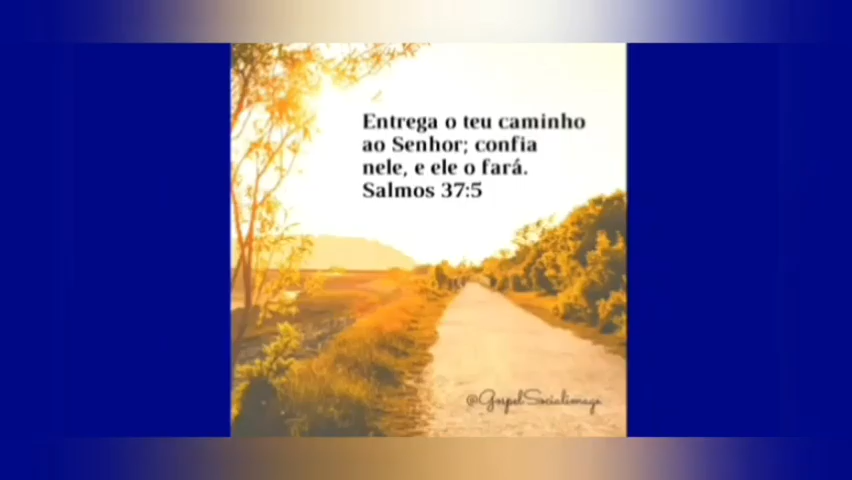 Entrega o teu caminho
ao Senhor; confia
nele, e ele o fará.
Salmos 37:5
@GospelSocialimage